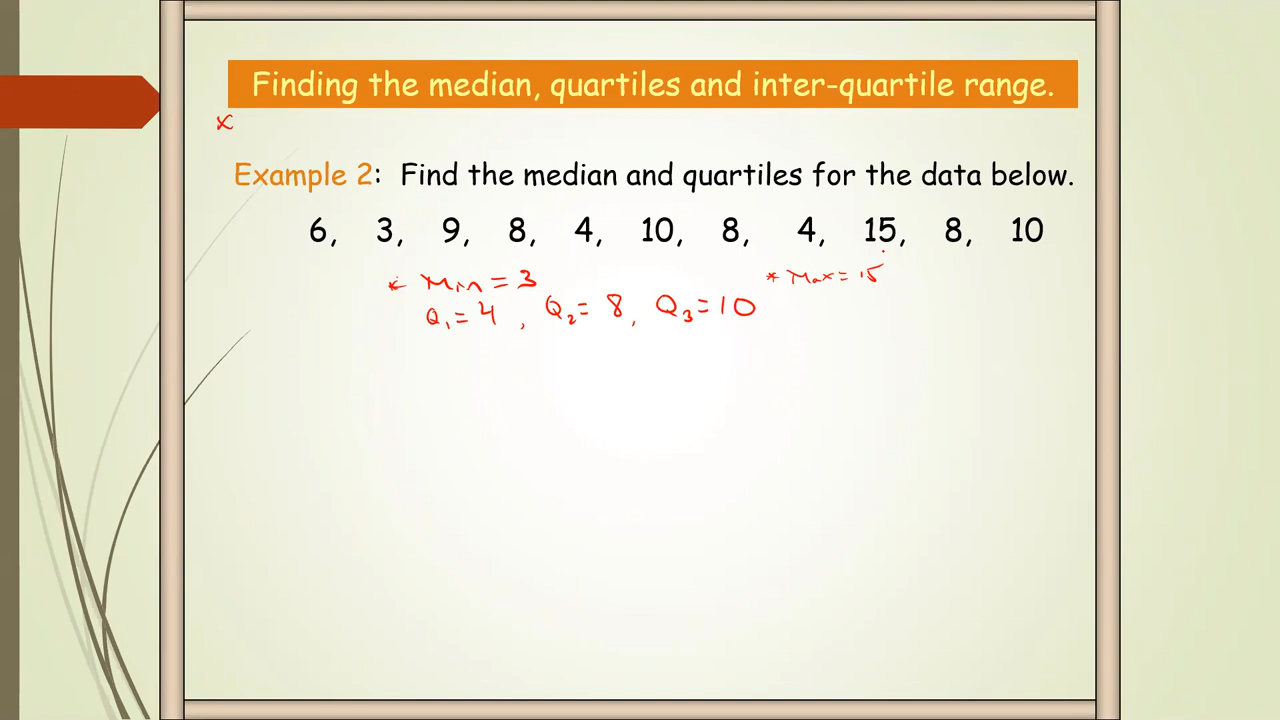 Finding the median, quartiles and inter-quartile range.
x
Example 2: Find the median and quartiles for the data below.
6, 3, 9, 8, 4, 10, 8, 4, 15, 8, 10
* Min = 3 * Max = 15
Q₁ = 4 , Q₂ = 8 , Q₃ = 10